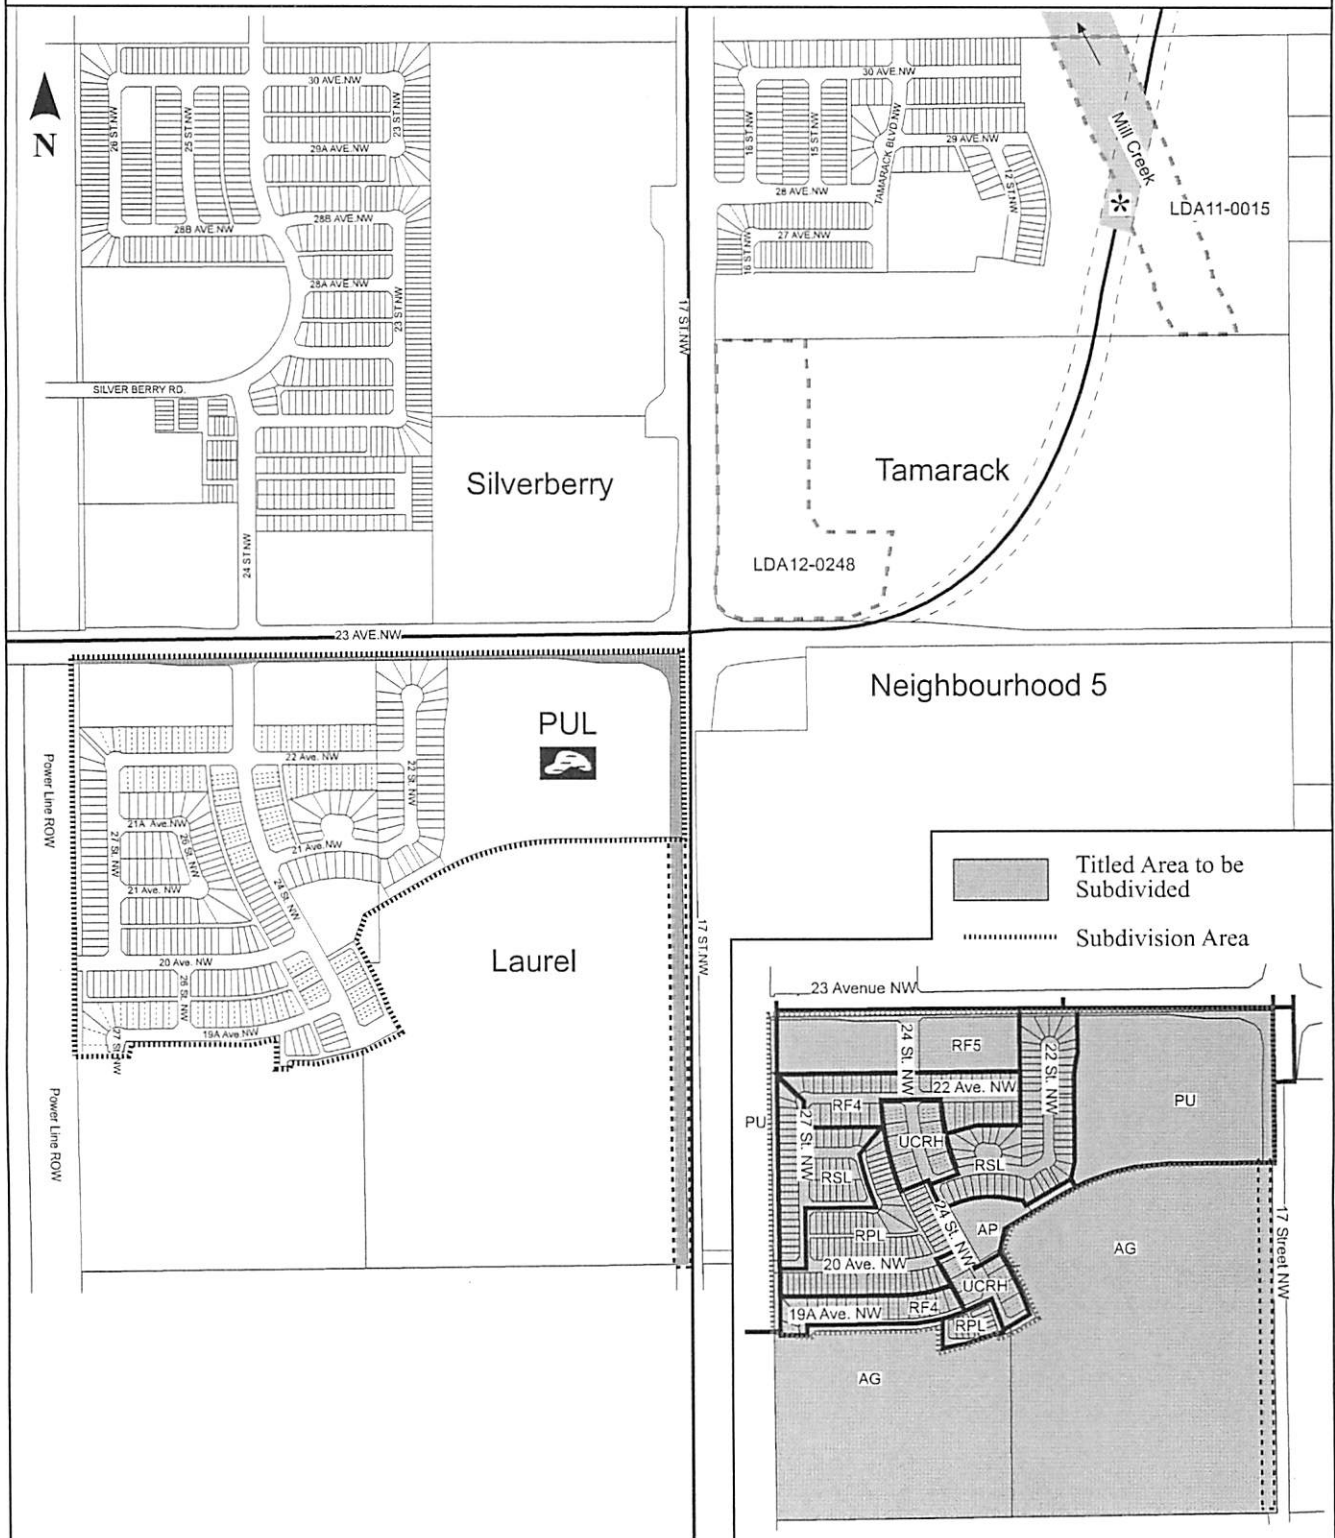 N
30 AVE.NW
26 ST.NW
25 ST.NW
23 ST.NW
29A AVE.NW
28B AVE.NW
28B AVE.NW
28A AVE.NW
23 ST.NW
SILVER BERRY RD.
Silverberry
24 ST.NW
17 ST.NW
30 AVE.NW
16 ST.NW
15 ST.NW
TAMARACK BLVD.NW
29 AVE.NW
12 ST.NW
28 AVE.NW
27 AVE.NW
16 ST.NW
Mill Creek
*
LDA11-0015
Tamarack
LDA12-0248
23 AVE.NW
Neighbourhood 5
PUL
Power Line ROW
22 Ave. NW
22 St. NW
21A Ave.NW
27 St. NW
26 St. NW
21 Ave. NW
21 Ave. NW
24 St. NW
20 Ave. NW
26 St. NW
19A Ave.NW
27 St. NW
Laurel
17 ST.NW
Power Line ROW
Titled Area to be
Subdivided
Subdivision Area
23 Avenue NW
24 St. NW
RF5
22 Ave. NW
22 St. NW
PU
RF4
PU
27 St. NW
UCRH
RSL
RSL
24 St. NW
AP
RPL
AG
17 Street NW
20 Ave. NW
UCRH
19A Ave. NW
RF4
RPL
AG